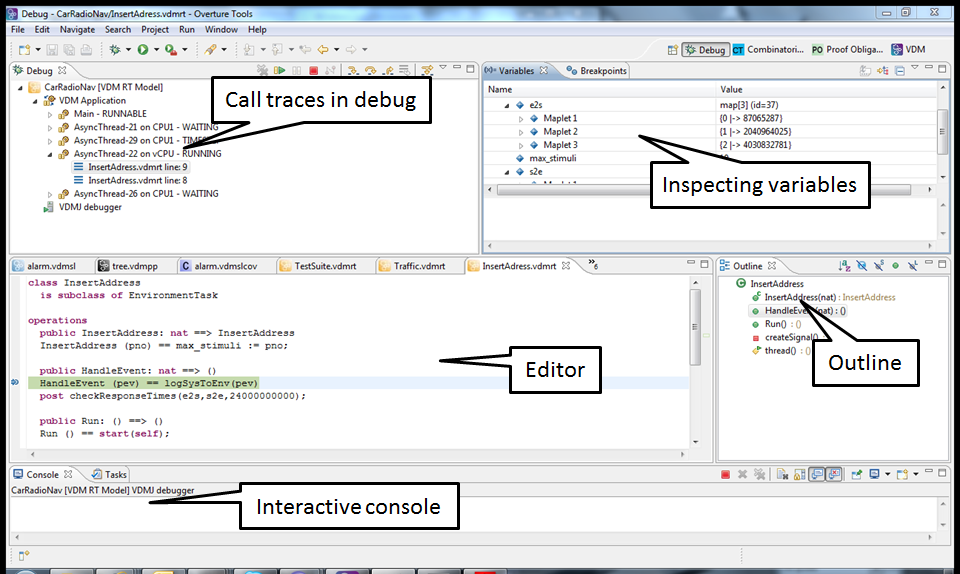 Debug - CarRadioNav/InsertAdress.vdmrt - Overture Tools
File Edit Navigate Search Project Run Window Help
Debug Combinatori... Proof Obliga... VDM
Debug
CarRadioNav [VDM RT Model]
VDM Application
Main - RUNNABLE
AsyncThread-21 on CPU1 - WAITING
AsyncThread-29 on CPU1 -
AsyncThread-22 on vCPU - RUNNING
InsertAdress.vdmrt line: 9
InsertAdress.vdmrt line: 8
AsyncThread-26 on CPU1 - WAITING
VDMJ debugger
Call traces in debug
Variables Breakpoints
Name Value
e2s map[3] (id=37)
Maplet 1 {0 |-> 87065287}
Maplet 2 {1 |-> 2040964025}
Maplet 3 {2 |-> 4030832781}
max_stimuli
s2e
Inspecting variables
alarm.vdmsl tree.vdmpp alarm.vdmslcov TestSuite.vdmrt Traffic.vdmrt InsertAdress.vdmrt »6
class InsertAddress
is subclass of EnvironmentTask
operations
public InsertAddress: nat ==> InsertAddress
InsertAddress (pno) == max_stimuli := pno;
public HandleEvent: nat ==> ()
HandleEvent (pev) == logSysToEnv(pev)
post checkResponseTimes(e2s,s2e,24000000000);
public Run: () ==> ()
Run () == start(self);
Editor
Outline
InsertAddress
InsertAddress(nat) : InsertAddress
HandleEvent(nat) : ()
Run() : ()
createSignal()
thread() : ()
Outline
Console Tasks
CarRadioNav [VDM RT Model] VDMJ debugger
Interactive console